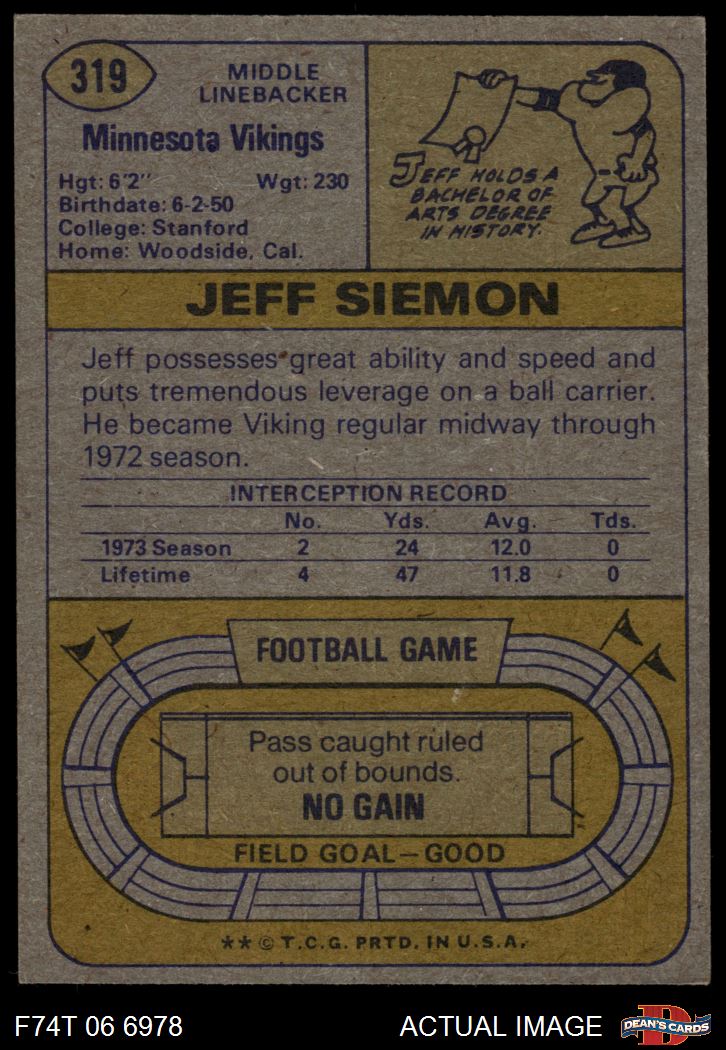 319
MIDDLE
LINEBACKER
Minnesota Vikings
Hgt: 6'2" Wgt: 230
Birthdate: 6-2-50
College: Stanford
Home: Woodside, Cal.
JEFF HOLDS A
BACHELOR OF
ARTS DEGREE
IN HISTORY.
JEFF SIEMON
Jeff possesses great ability and speed and
puts tremendous leverage on a ball carrier.
He became Viking regular midway through
1972 season.
INTERCEPTION RECORD
No. Yds. Avg. Tds.
1973 Season 2 24 12.0 0
Lifetime 4 47 11.8 0
FOOTBALL GAME
Pass caught ruled
out of bounds.
NO GAIN
FIELD GOAL—GOOD
** © T.C.G. PRTD. IN U.S.A.
F74T 06 6978 ACTUAL IMAGE
D
DEAN'S CARDS